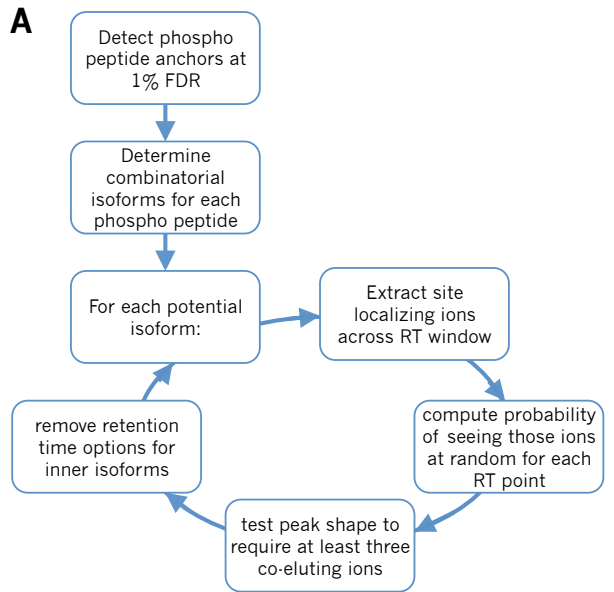 A
Detect phospho
peptide anchors at
1% FDR
Determine
combinatorial
isoforms for each
phospho peptide
For each potential
isoform:
Extract site
localizing ions
across RT window
compute probability
of seeing those ions
at random for each
RT point
test peak shape to
require at least three
co-eluting ions
remove retention
time options for
inner isoforms